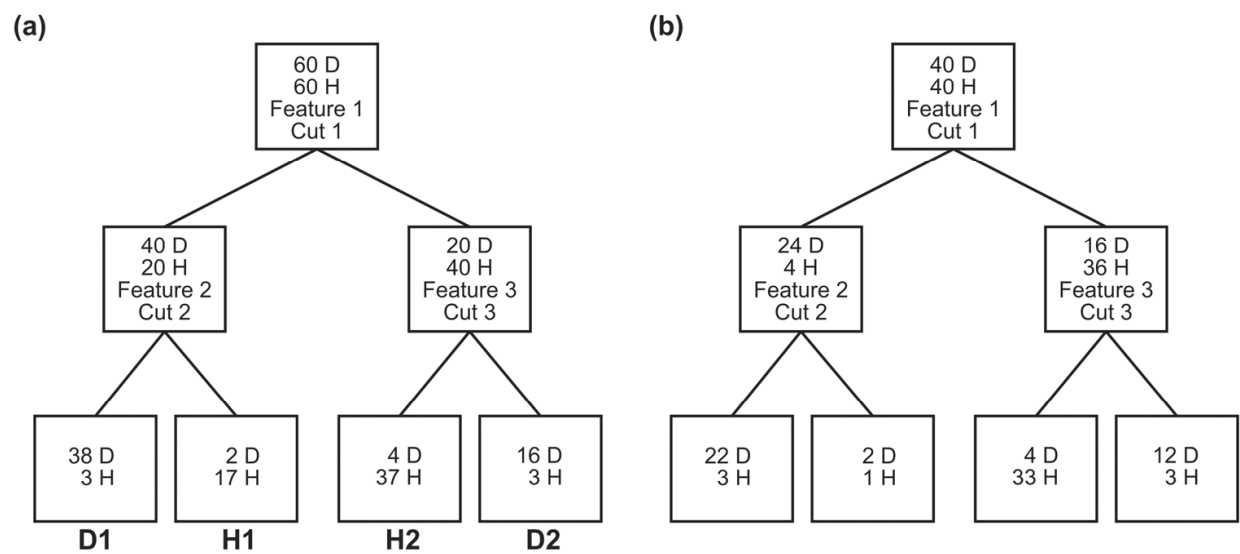 (a)
60 D
60 H
Feature 1
Cut 1
40 D
20 H
Feature 2
Cut 2
20 D
40 H
Feature 3
Cut 3
38 D
3 H
D1
2 D
17 H
H1
4 D
37 H
H2
16 D
3 H
D2
(b)
40 D
40 H
Feature 1
Cut 1
24 D
4 H
Feature 2
Cut 2
16 D
36 H
Feature 3
Cut 3
22 D
3 H
2 D
1 H
4 D
33 H
12 D
3 H